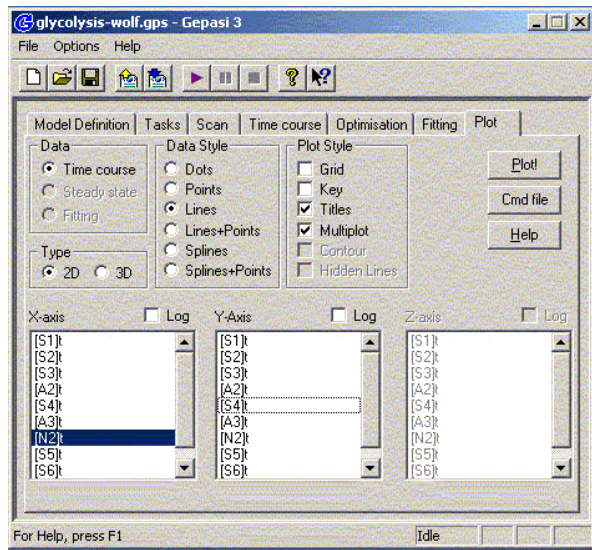 glycolysis-wolf.gps - Gepasi 3
File Options Help
Model Definition Tasks Scan Time course Optimisation Fitting Plot
Data
Time course
Steady state
Fitting
Type
2D 3D
Data Style
Dots
Points
Lines
Lines+Points
Splines
Splines+Points
Plot Style
Grid
Key
Titles
Multiplot
Contour
Hidden Lines
Plot!
Cmd file
Help
X-axis Log
[S1]t
[S2]t
[S3]t
[A2]t
[S4]t
[A3]t
[N2]t
[S5]t
[S6]t
Y-Axis Log
[S1]t
[S2]t
[S3]t
[A2]t
[S4]t
[A3]t
[N2]t
[S5]t
[S6]t
Z-axis Log
[S1]t
[S2]t
[S3]t
[A2]t
[S4]t
[A3]t
[N2]t
[S5]t
[S6]t
For Help, press F1 Idle